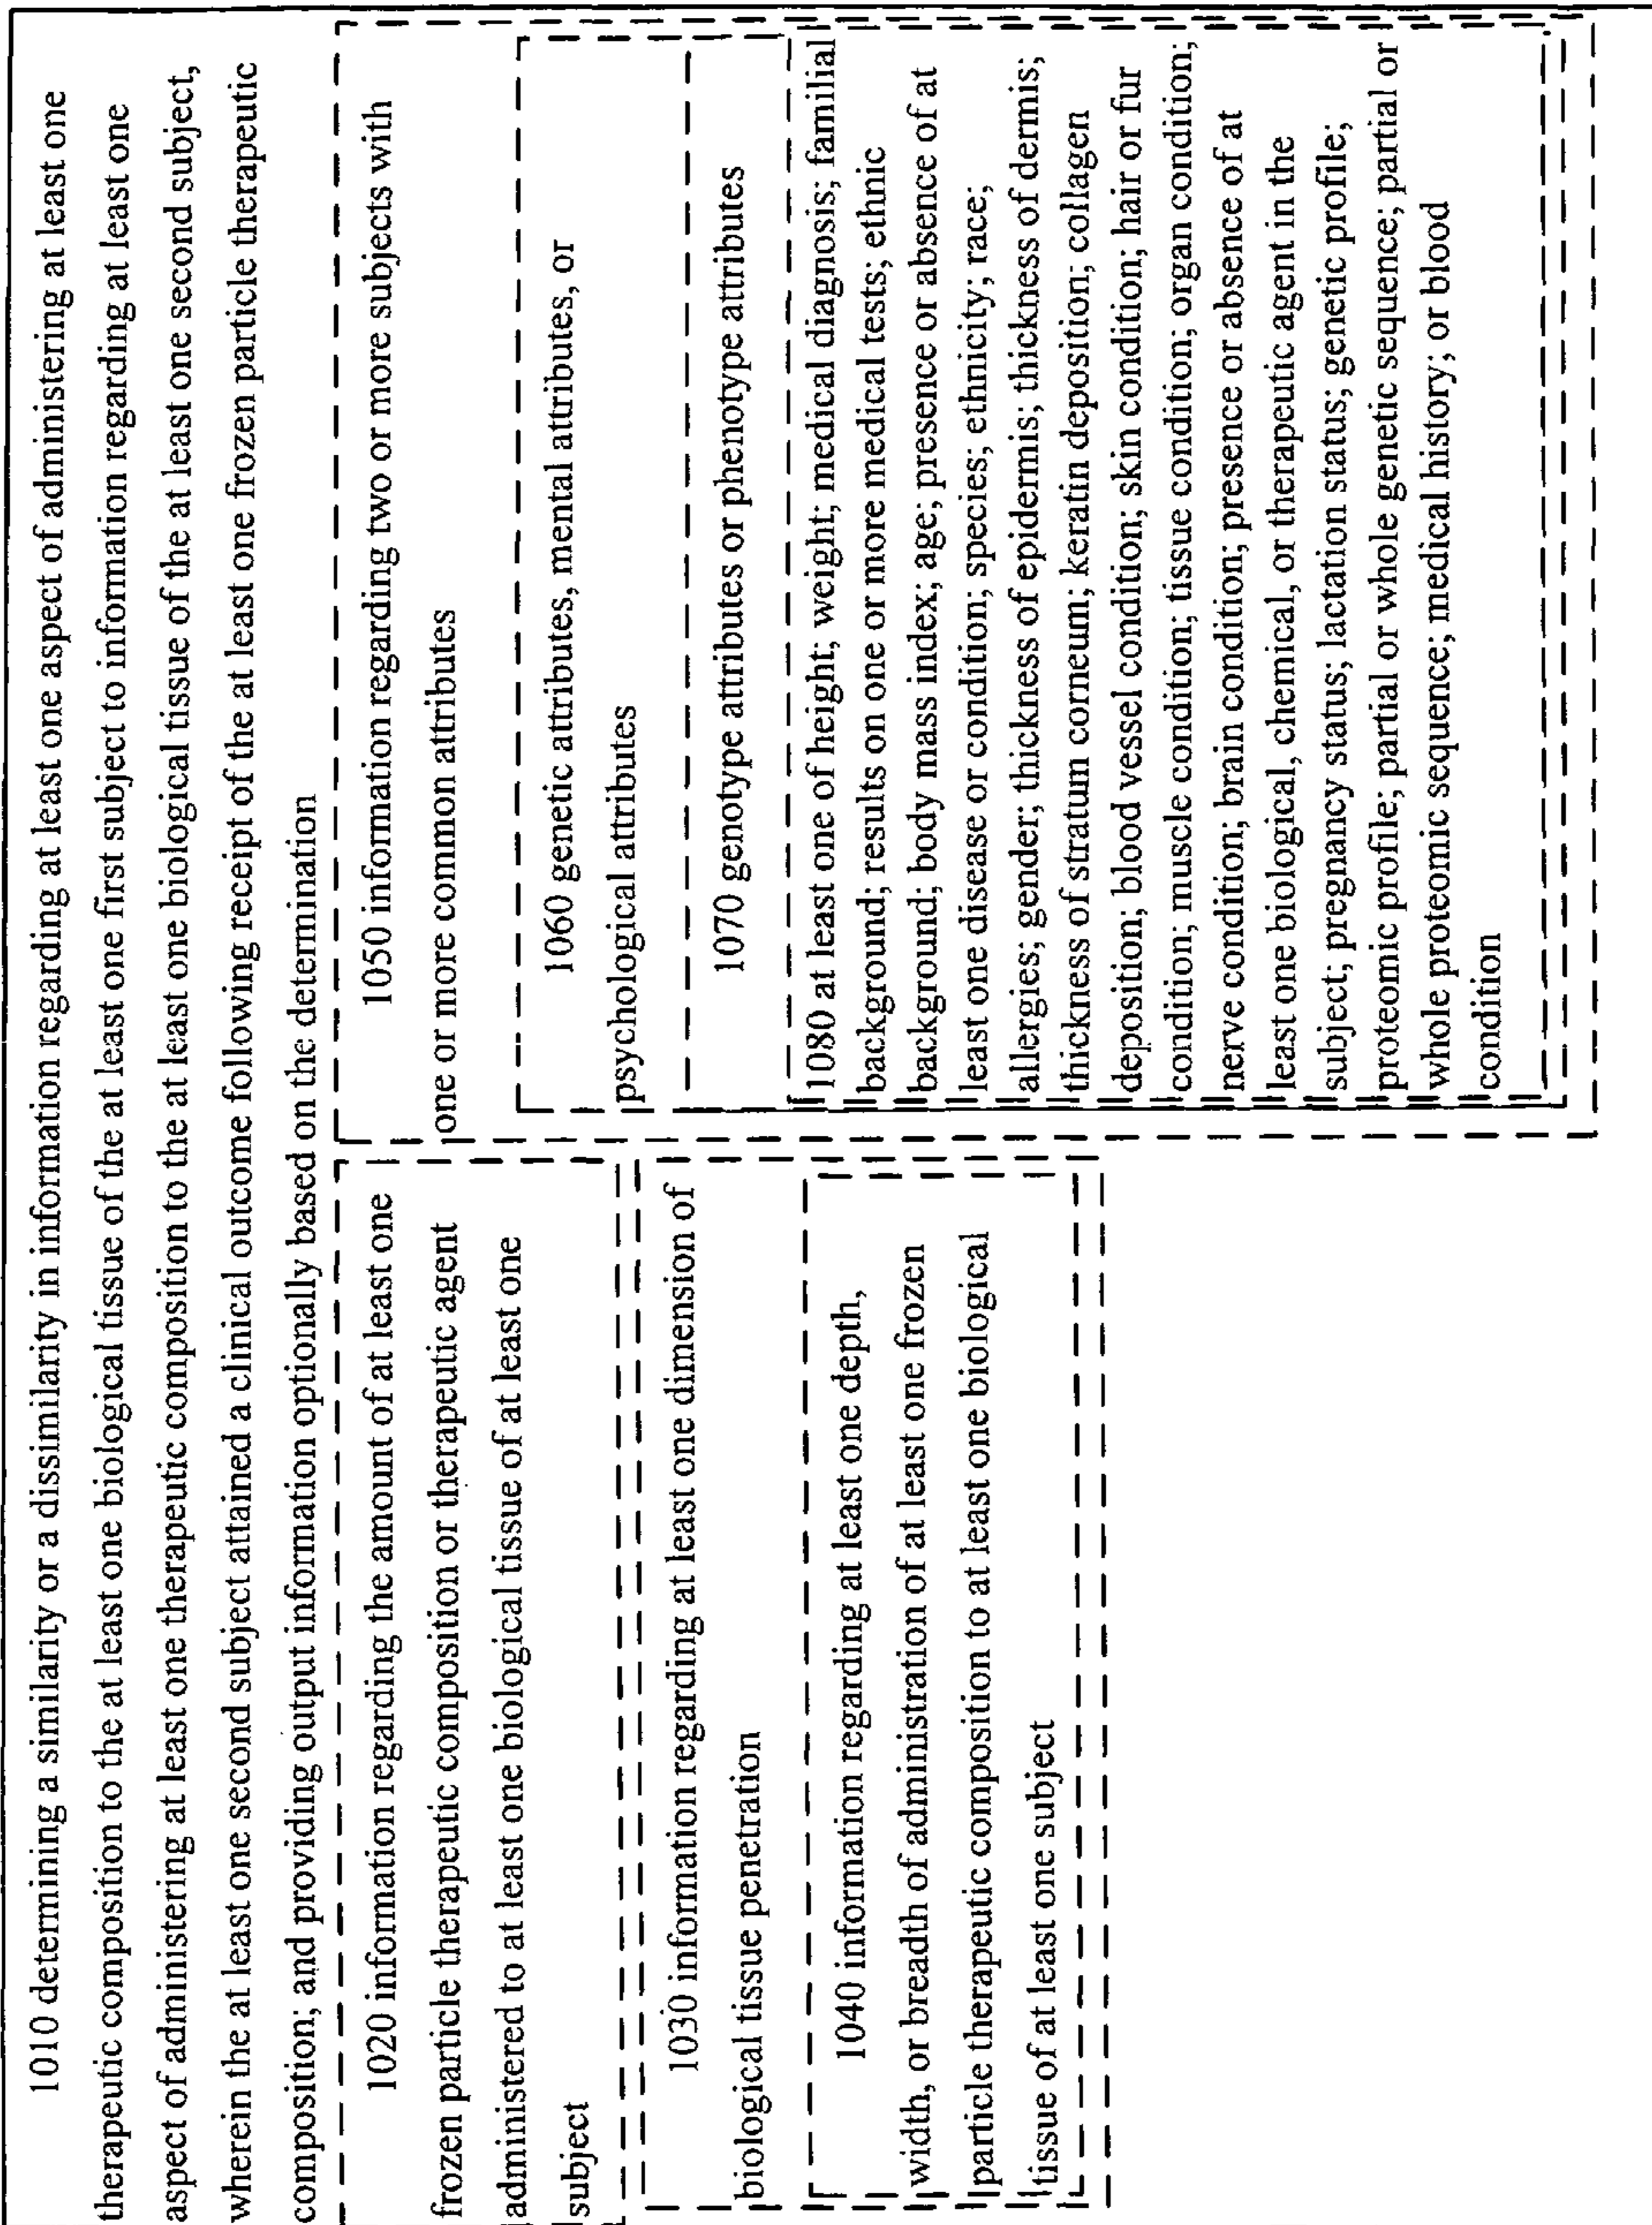 1010 determining a similarity or a dissimilarity in information regarding at least one aspect of administering at least one
therapeutic composition to the at least one biological tissue of the at least one first subject to information regarding at least one
aspect of administering at least one therapeutic composition to the at least one biological tissue of the at least one second subject,
wherein the at least one second subject attained a clinical outcome following receipt of the at least one frozen particle therapeutic
composition; and providing output information optionally based on the determination
1020 information regarding the amount of at least one
frozen particle therapeutic composition or therapeutic agent
administered to at least one biological tissue of at least one
subject
1030 information regarding at least one dimension of
biological tissue penetration
1040 information regarding at least one depth,
width, or breadth of administration of at least one frozen
particle therapeutic composition to at least one biological
tissue of at least one subject
1050 information regarding two or more subjects with
one or more common attributes
1060 genetic attributes, mental attributes, or
psychological attributes
1070 genotype attributes or phenotype attributes
1080 at least one of height; weight; medical diagnosis; familial
background; results on one or more medical tests; ethnic
background; body mass index; age; presence or absence of at
least one disease or condition; species; ethnicity; race;
allergies; gender; thickness of epidermis; thickness of dermis;
thickness of stratum corneum; keratin deposition; collagen
deposition; blood vessel condition; skin condition; hair or fur
condition; muscle condition; tissue condition; organ condition;
nerve condition; brain condition; presence or absence of at
least one biological, chemical, or therapeutic agent in the
subject; pregnancy status; lactation status; genetic profile;
proteomic profile; partial or whole genetic sequence; partial or
whole proteomic sequence; medical history; or blood
condition